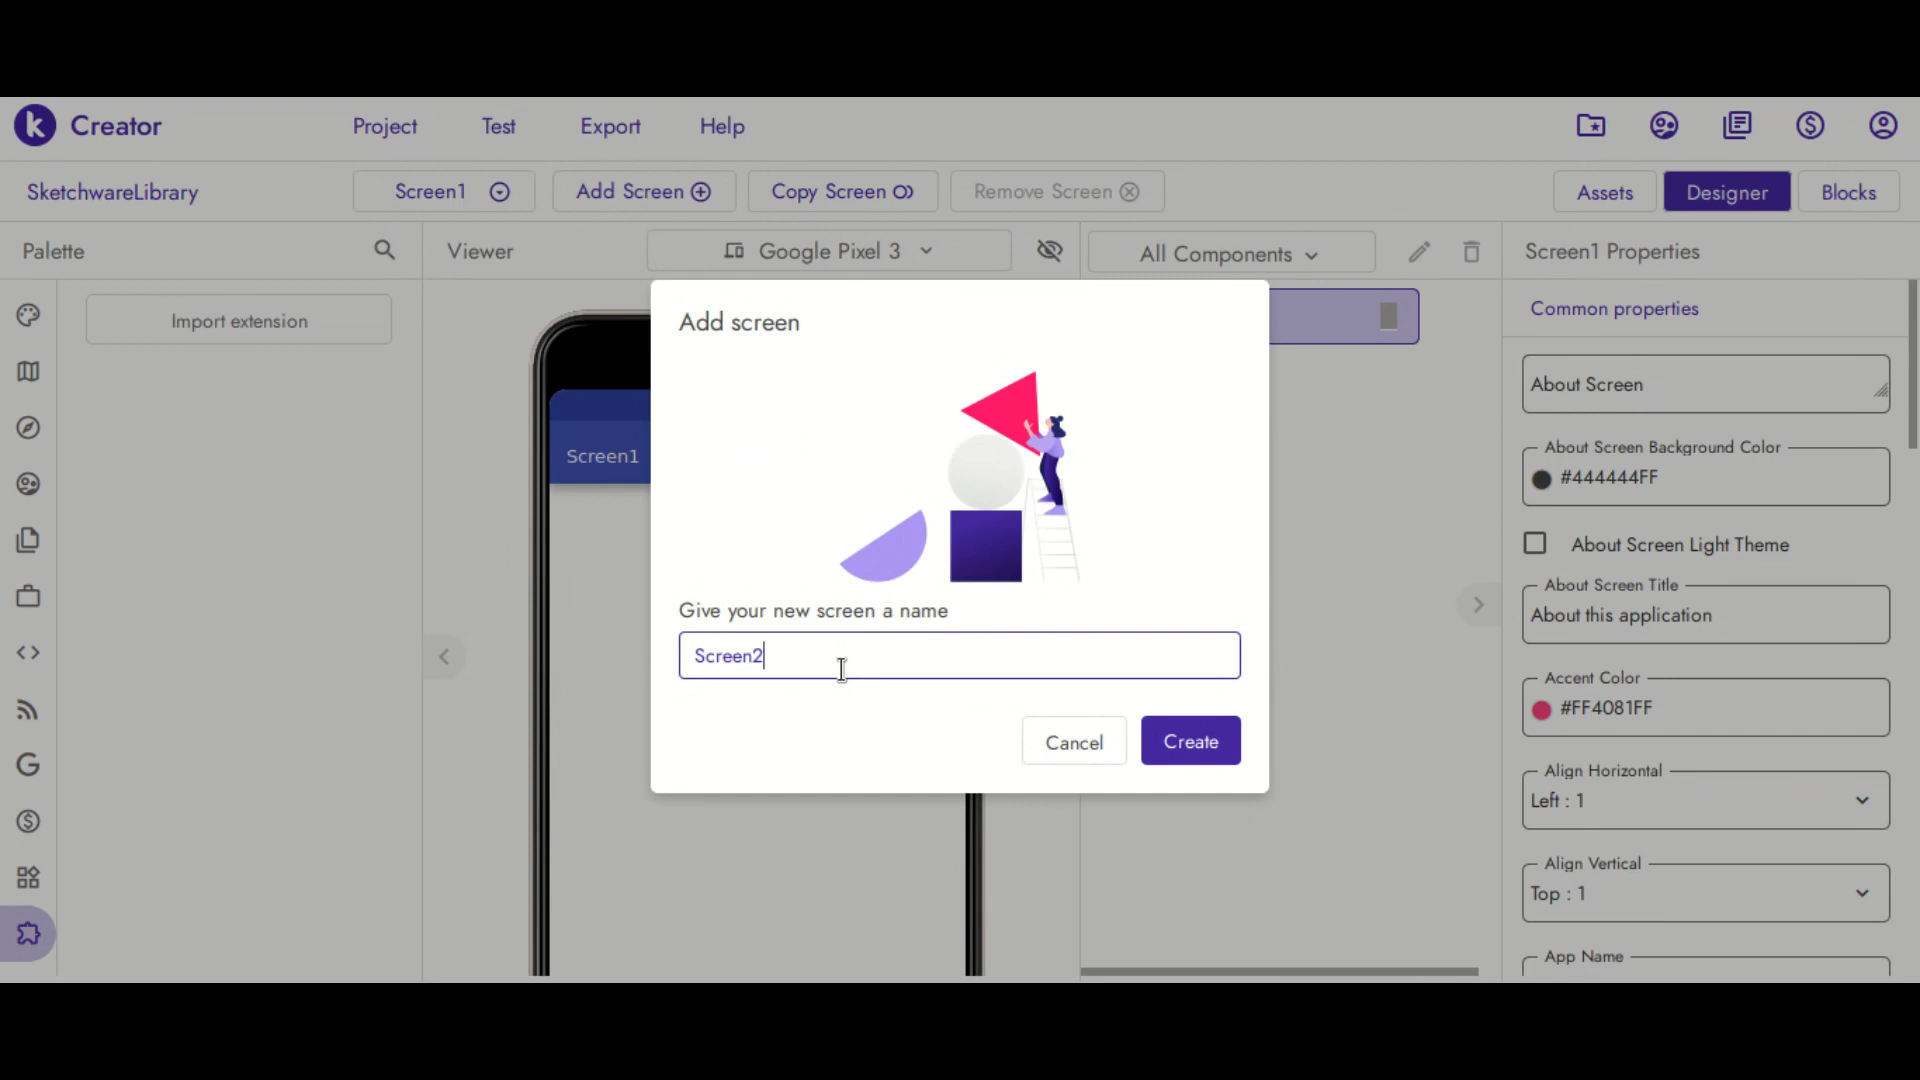 k Creator
Project Test Export Help
SketchwareLibrary
Screen1
Add Screen
Copy Screen
Remove Screen
Assets
Designer
Blocks
Palette
Viewer
Google Pixel 3
All Components
Screen1 Properties
Import extension
Screen1
Add screen
Give your new screen a name
Screen2
Cancel
Create
Common properties
About Screen
About Screen Background Color
#444444FF
About Screen Light Theme
About Screen Title
About this application
Accent Color
#FF4081FF
Align Horizontal
Left : 1
Align Vertical
Top : 1
App Name